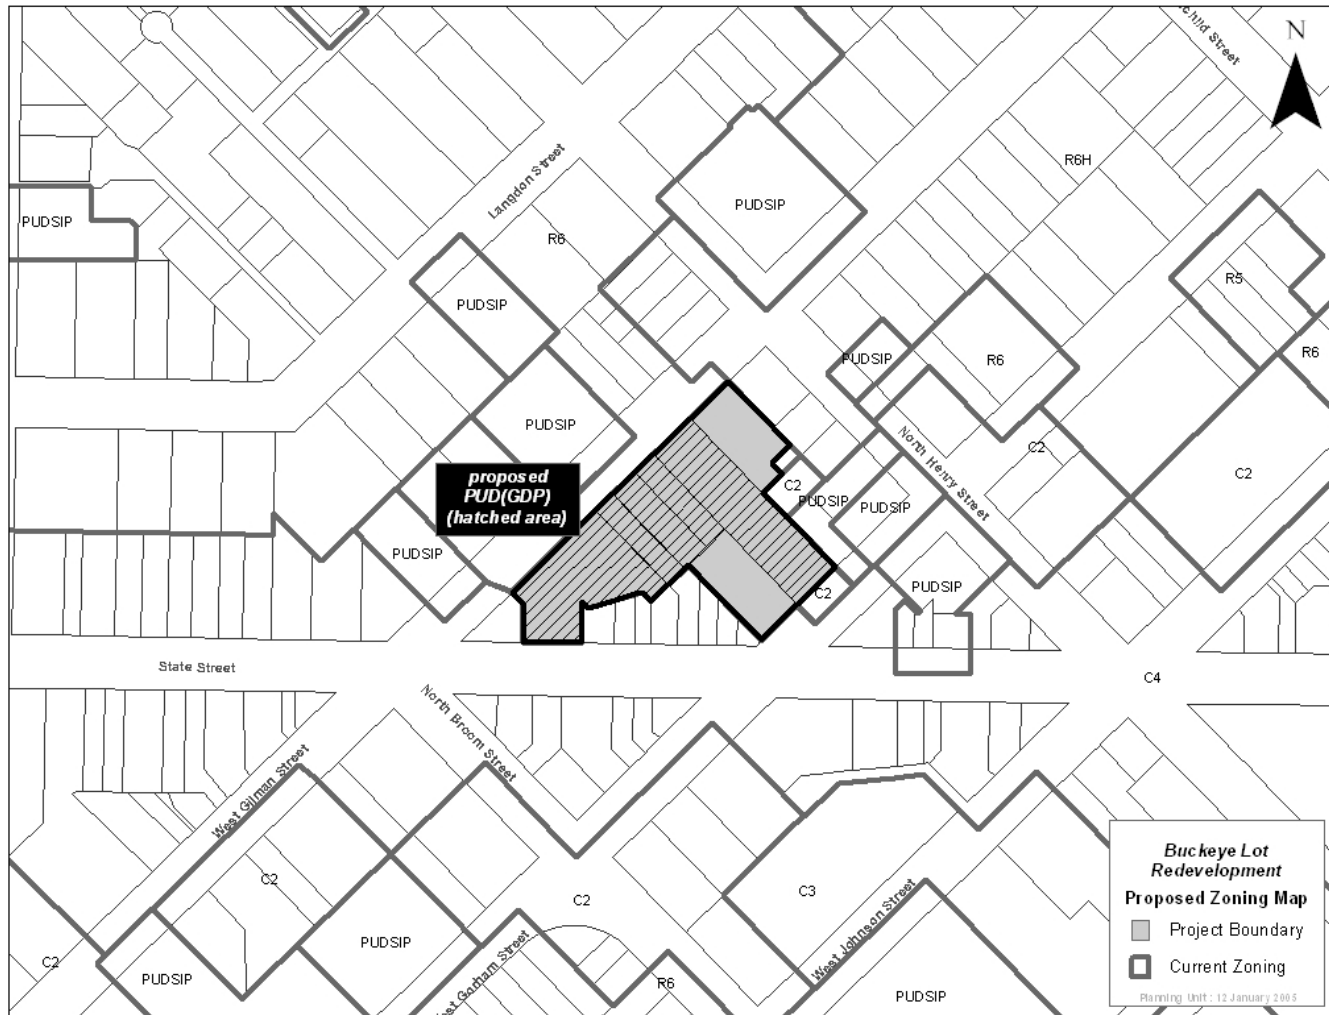 N
R6H
Langdon Street
PUDSIP
PUDSIP
R6
R5
PUDSIP
PUDSIP
R6
R6
PUDSIP
North Henry Street
C2
C2
proposed
PUD(GDP)
(hatched area)
C2
PUDSIP
PUDSIP
PUDSIP
PUDSIP
C2
State Street
C4
North Broom Street
West Gilman Street
C2
C2
C3
West Johnson Street
PUDSIP
C2
PUDSIP
West Gorham Street
R6
PUDSIP
Buckeye Lot
Redevelopment
Proposed Zoning Map
Project Boundary
Current Zoning
Planning Unit : 12 January 2005